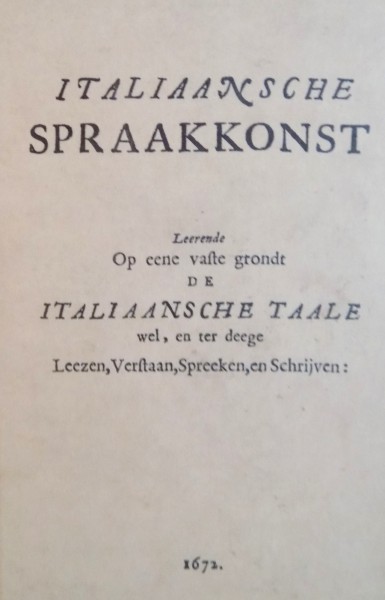 ITALIAANSCHE
SPRAAKKONST
Leerende
Op eene vaſte grondt
DE
ITALIAANSCHE TAALE
wel, en ter deege
Leezen, Verſtaan, Spreeken, en Schrijven:
1672.